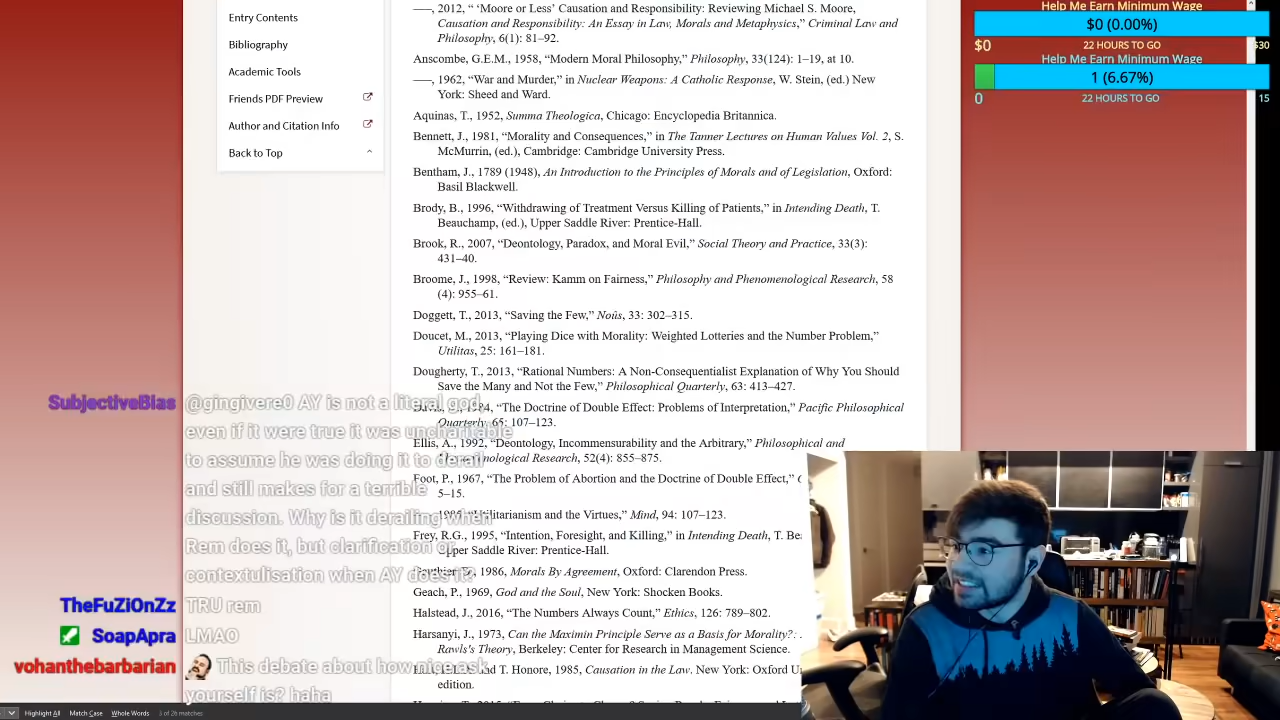 Entry Contents
Bibliography
Academic Tools
Friends PDF Preview
Author and Citation Info
Back to Top
–––, 2012, “ ‘Moore or Less’ Causation and Responsibility: Reviewing Michael S. Moore,
Causation and Responsibility: An Essay in Law, Morals and Metaphysics,” Criminal Law and
Philosophy, 6(1): 81–92.
Anscombe, G.E.M., 1958, “Modern Moral Philosophy,” Philosophy, 33(124): 1–19, at 10.
–––, 1962, “War and Murder,” in Nuclear Weapons: A Catholic Response, W. Stein, (ed.) New
York: Sheed and Ward.
Aquinas, T., 1952, Summa Theologica, Chicago: Encyclopedia Britannica.
Bennett, J., 1981, “Morality and Consequences,” in The Tanner Lectures on Human Values Vol. 2, S.
McMurrin, (ed.), Cambridge: Cambridge University Press.
Bentham, J., 1789 (1948), An Introduction to the Principles of Morals and of Legislation, Oxford:
Basil Blackwell.
Brody, B., 1996, “Withdrawing of Treatment Versus Killing of Patients,” in Intending Death, T.
Beauchamp, (ed.), Upper Saddle River: Prentice-Hall.
Brook, R., 2007, “Deontology, Paradox, and Moral Evil,” Social Theory and Practice, 33(3):
431–40.
Broome, J., 1998, “Review: Kamm on Fairness,” Philosophy and Phenomenological Research, 58
(4): 955–61.
Doggett, T., 2013, “Saving the Few,” Noûs, 33: 302–315.
Doucet, M., 2013, “Playing Dice with Morality: Weighted Lotteries and the Number Problem,”
Utilitas, 25: 161–181.
Dougherty, T., 2013, “Rational Numbers: A Non-Consequentialist Explanation of Why You Should
Save the Many and Not the Few,” Philosophical Quarterly, 63: 413–427.
“The Doctrine of Double Effect: Problems of Interpretation,” Pacific Philosophical
Quarterly, 65: 107–123.
Ellis, A., 1992, “Deontology, Incommensurability and the Arbitrary,” Philosophical and
Research, 52(4): 855–875.
Foot, P., 1967, “The Problem of Abortion and the Doctrine of Double Effect,”
5–15.
“Utilitarianism and the Virtues,” Mind, 94: 107–123.
Frey, R.G., 1995, “Intention, Foresight, and Killing,” in Intending Death, T.
Upper Saddle River: Prentice-Hall.
1986, Morals By Agreement, Oxford: Clarendon Press.
Geach, P., 1969, God and the Soul, New York: Shocken Books.
Halstead, J., 2016, “The Numbers Always Count,” Ethics, 126: 789–802.
Harsanyi, J., 1973, Can the Maximin Principle Serve as a Basis for Morality?:
Rawls's Theory, Berkeley: Center for Research in Management Science.
and T. Honore, 1985, Causation in the Law. New York: Oxford
edition.
SubjectiveBias @gingivere0 AY is not a literal god
even if it were true it was uncharitable
to assume he was doing it to derail
and still makes for a terrible
discussion. Why is it derailing when
Rem does it, but clarification or
contextulisation when AY does it?
TheFuZiOnZz TRU rem
SoapApra LMAO
vohanthebarbarian This debate about how nice ask
yourself is? haha
Help Me Earn Minimum Wage
$0 (0.00%)
$0 22 HOURS TO GO $30
Help Me Earn Minimum Wage
1 (6.67%)
0 22 HOURS TO GO 15
Highlight All Match Case Whole Words 3 of 26 matches